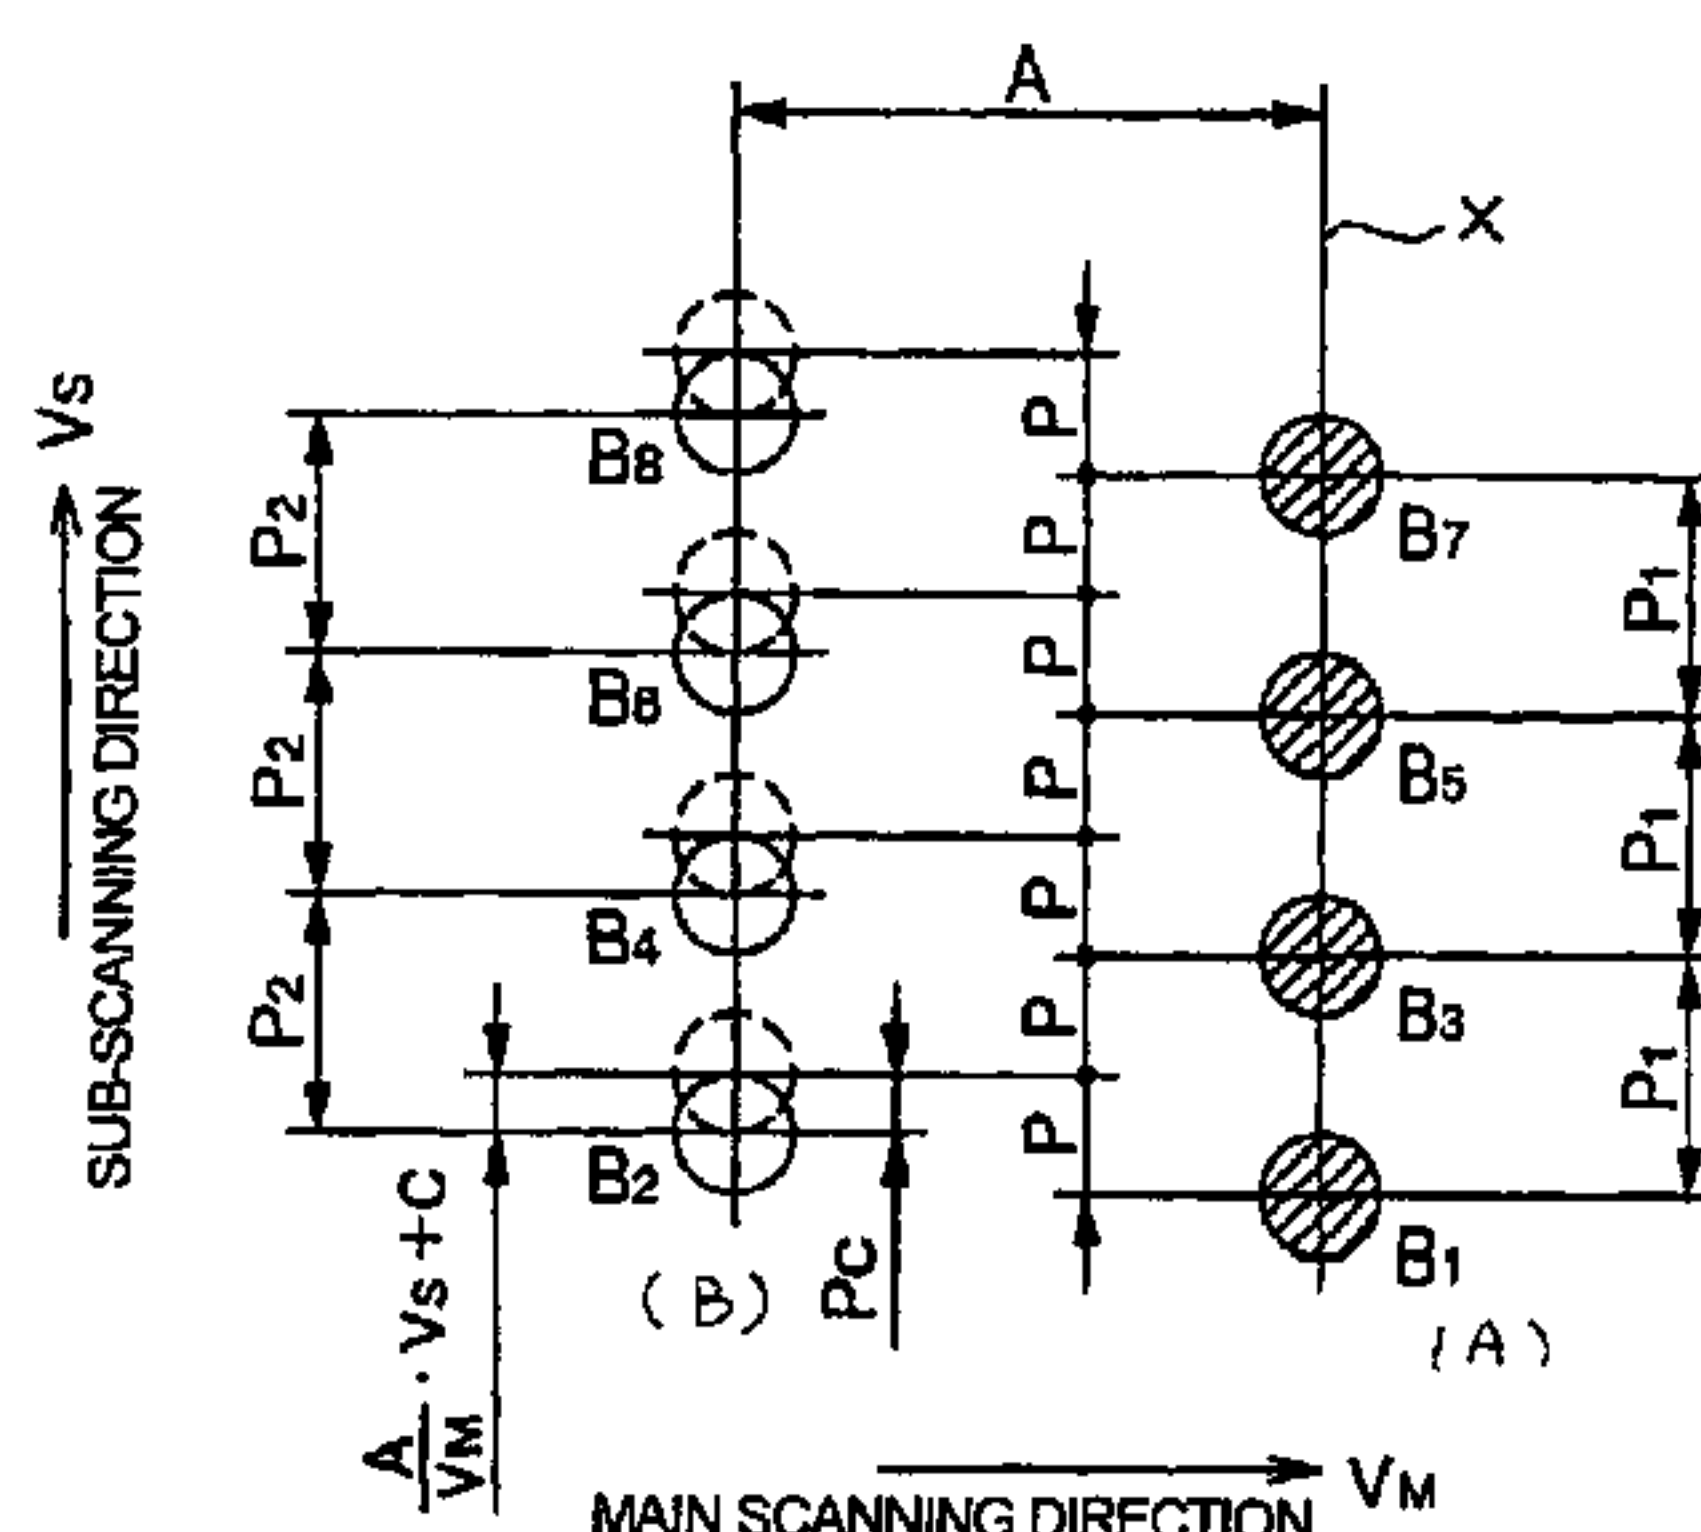 A
X
Vs
SUB-SCANNING DIRECTION
P2
P2
P2
B8
B8
B4
B2
P
P
P
P
P
P
P
B7
B5
B3
B1
P1
P1
P1
A/VM · Vs + C
PC
(B)
(A)
VM
MAIN SCANNING DIRECTION